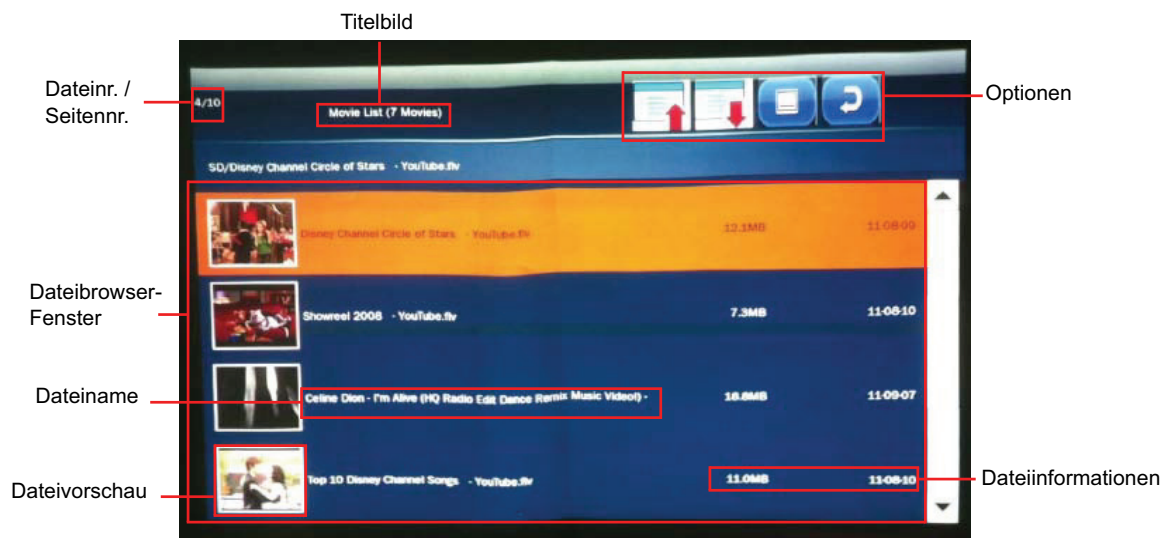 Titelbild
Dateinr. /
Seitennr.
4/10
Movie List (7 Movies)
Optionen
SD/Disney Channel Circle of Stars - YouTube.flv
Disney Channel Circle of Stars - YouTube.flv 12.1MB 11-08-09
Dateibrowser-
Fenster
Showreel 2008 - YouTube.flv 7.3MB 11-08-10
Dateiname
Celine Dion - I'm Alive (HQ Radio Edit Dance Remix Music Video!) - 16.8MB 11-09-07
Dateivorschau
Top 10 Disney Channel Songs - YouTube.flv 11.0MB 11-08-10
Dateiinformationen